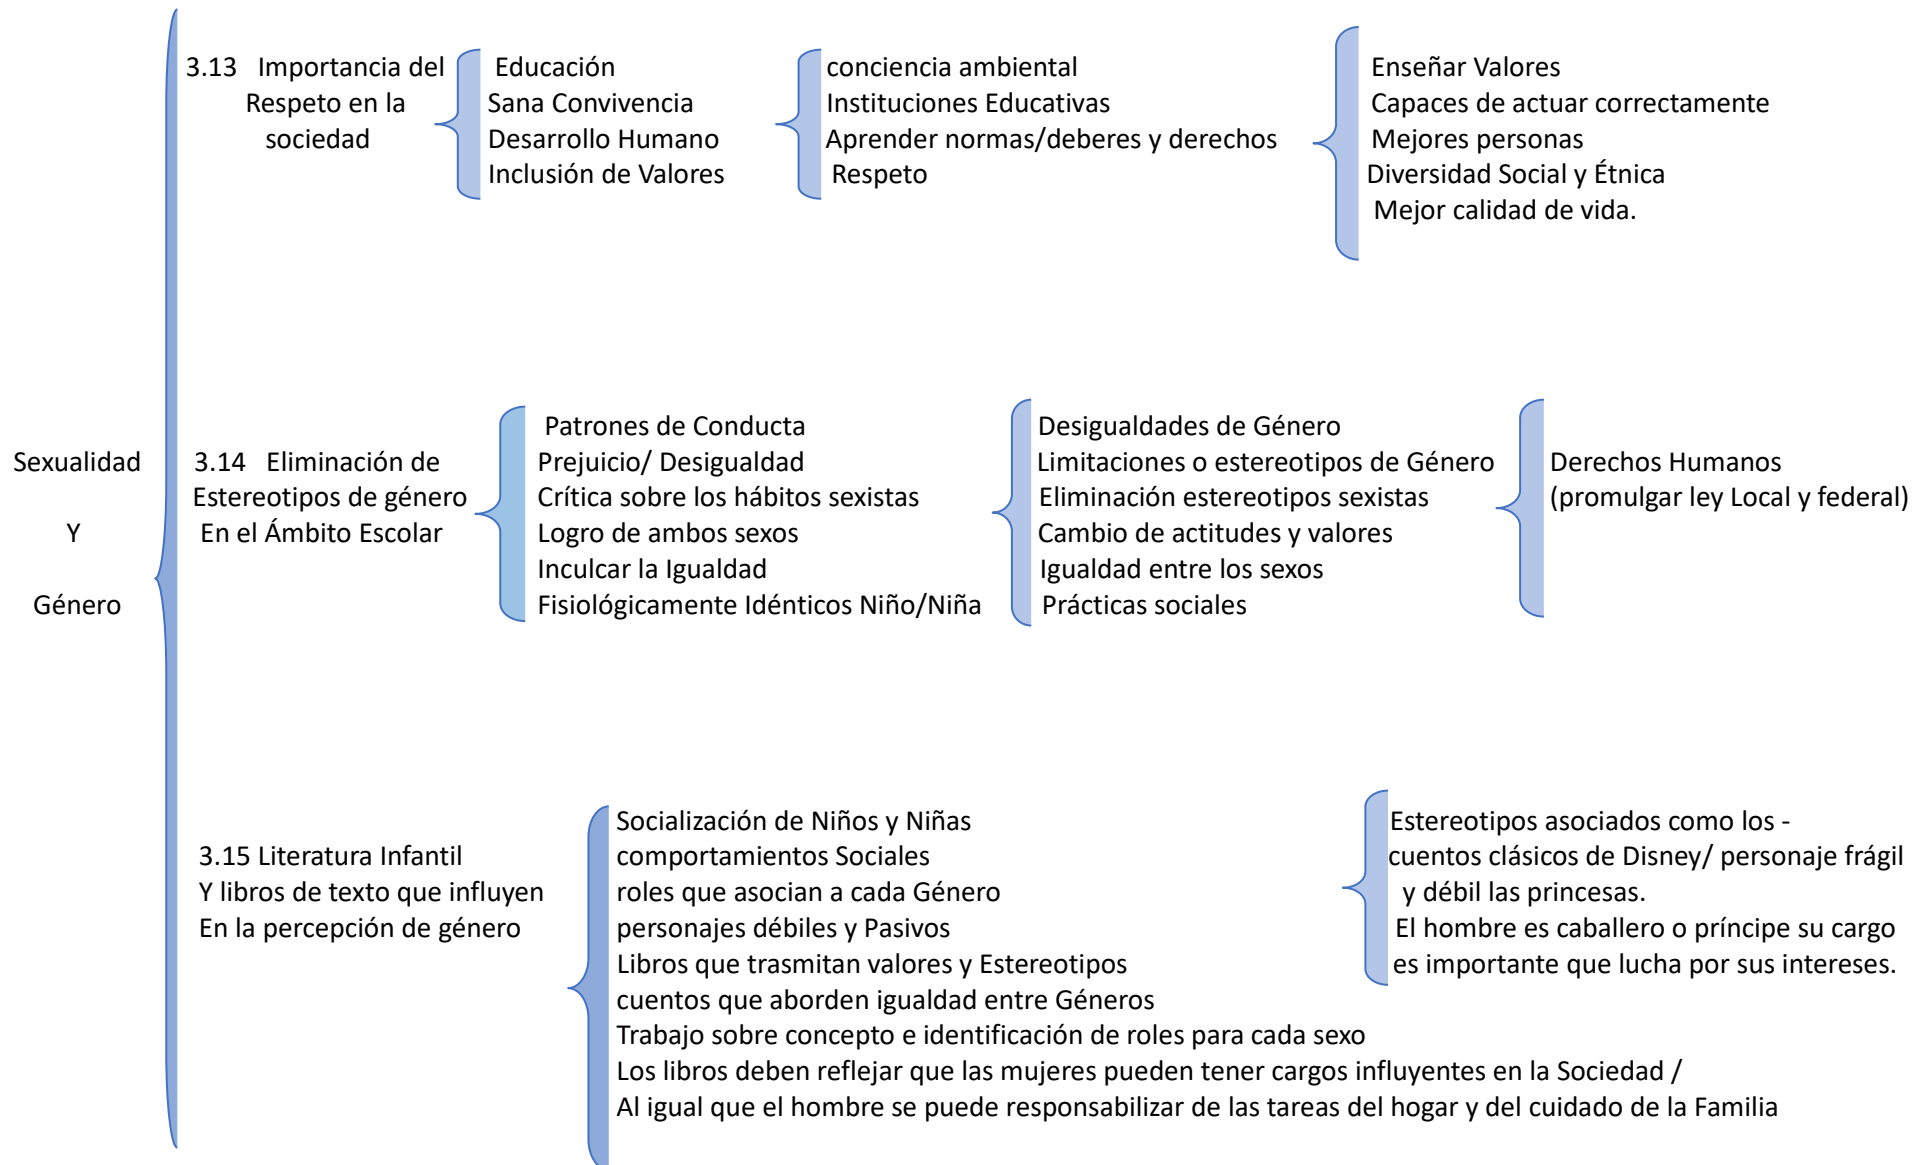 Sexualidad
Y
Género
3.13 Importancia del
Respeto en la
sociedad
Educación
Sana Convivencia
Desarrollo Humano
Inclusión de Valores
conciencia ambiental
Instituciones Educativas
Aprender normas/deberes y derechos
Respeto
Enseñar Valores
Capaces de actuar correctamente
Mejores personas
Diversidad Social y Étnica
Mejor calidad de vida.
3.14 Eliminación de
Estereotipos de género
En el Ámbito Escolar
Patrones de Conducta
Prejuicio/ Desigualdad
Crítica sobre los hábitos sexistas
Logro de ambos sexos
Inculcar la Igualdad
Fisiológicamente Idénticos Niño/Niña
Desigualdades de Género
Limitaciones o estereotipos de Género
Eliminación estereotipos sexistas
Cambio de actitudes y valores
Igualdad entre los sexos
Prácticas sociales
Derechos Humanos
(promulgar ley Local y federal)
3.15 Literatura Infantil
Y libros de texto que influyen
En la percepción de género
Socialización de Niños y Niñas
comportamientos Sociales
roles que asocian a cada Género
personajes débiles y Pasivos
Libros que trasmitan valores y Estereotipos
cuentos que aborden igualdad entre Géneros
Trabajo sobre concepto e identificación de roles para cada sexo
Los libros deben reflejar que las mujeres pueden tener cargos influyentes en la Sociedad /
Al igual que el hombre se puede responsabilizar de las tareas del hogar y del cuidado de la Familia
Estereotipos asociados como los -
cuentos clásicos de Disney/ personaje frágil
y débil las princesas.
El hombre es caballero o príncipe su cargo
es importante que lucha por sus intereses.